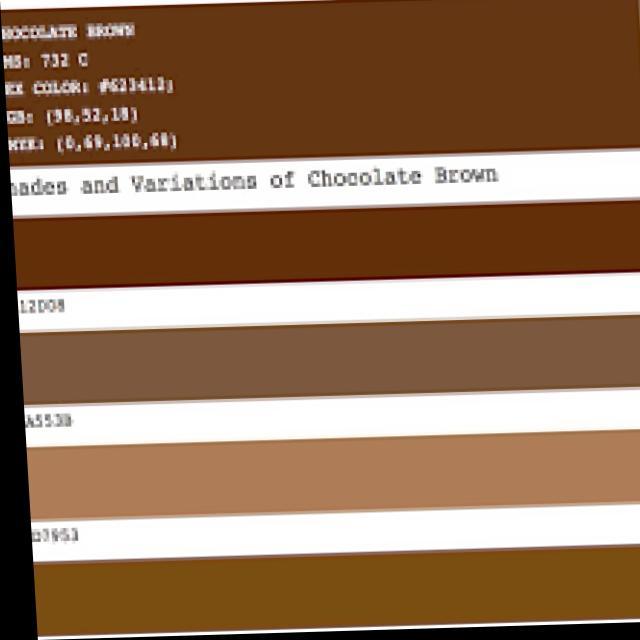 HOCOLATE BROWN
MS: 732 C
EX COLOR: #623412;
GB: (98,52,18)
MYK: (0,69,100,68)
hades and Variations of Chocolate Brown
12D08
A553B
D7953